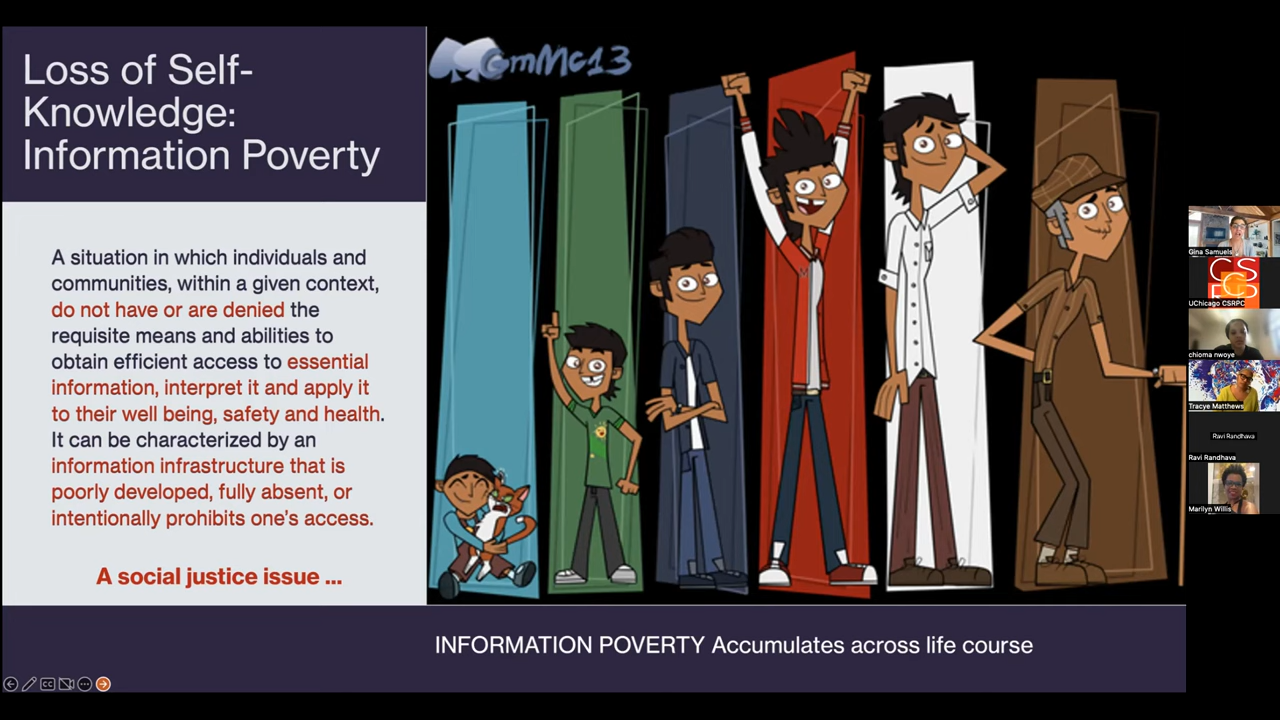 Loss of Self-
Knowledge:
Information Poverty
A situation in which individuals and
communities, within a given context,
do not have or are denied the
requisite means and abilities to
obtain efficient access to essential
information, interpret it and apply it
to their well being, safety and health.
It can be characterized by an
information infrastructure that is
poorly developed, fully absent, or
intentionally prohibits one's access.
A social justice issue ...
GmMc13
INFORMATION POVERTY Accumulates across life course
Gina Samuels
CS
UChicago CSRPC
chioma nwoye
Tracye Matthews
Ravi Randhava
Ravi Randhava
Marilyn Willis